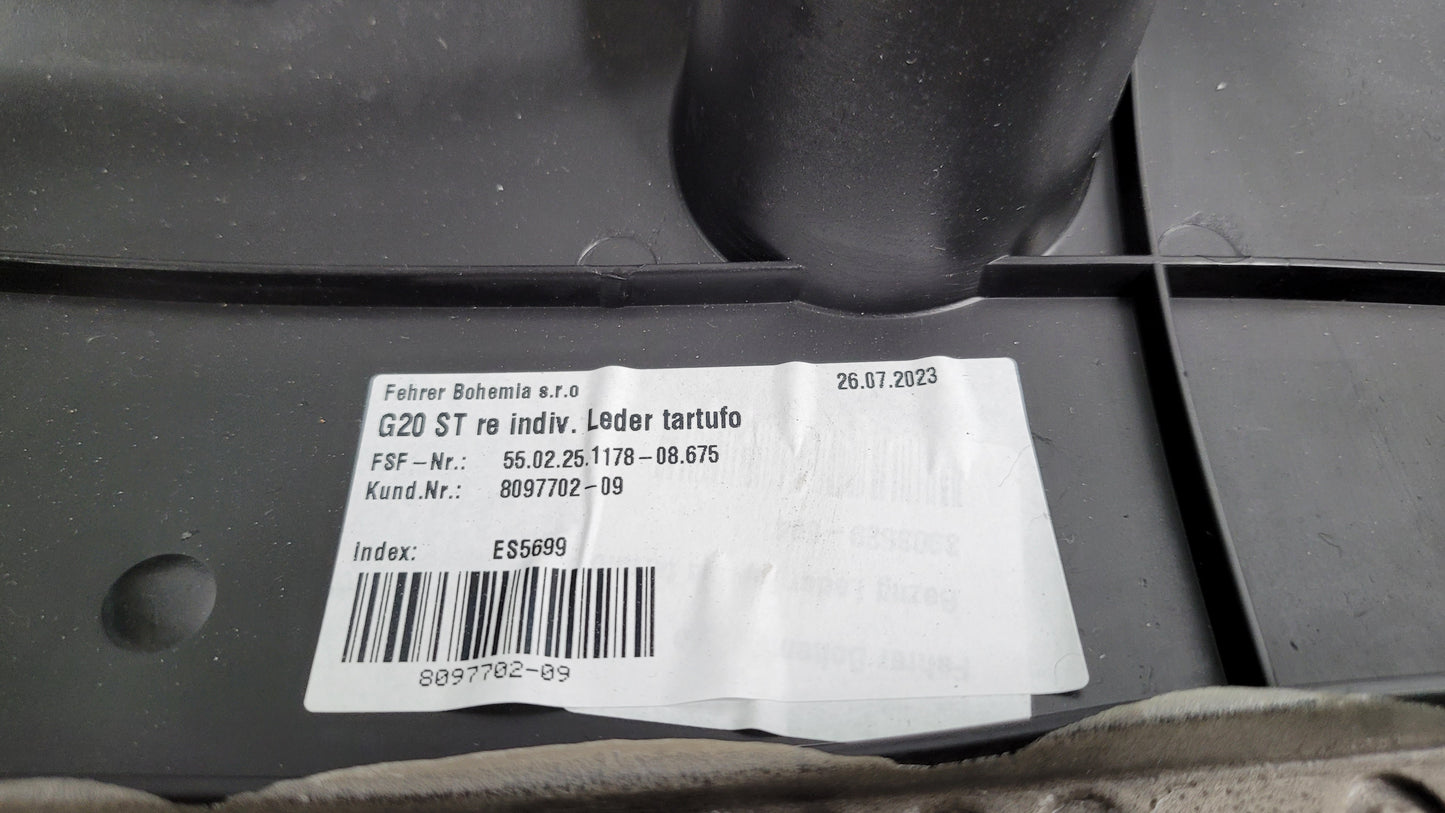 Fehrer Bohemia s.r.o 26.07.2023
G20 ST re indiv. Leder tartufo
FSF-Nr.: 55.02.25.1178-08.675
Kund.Nr.: 8097702-09
Index: ES5699
8097702-09